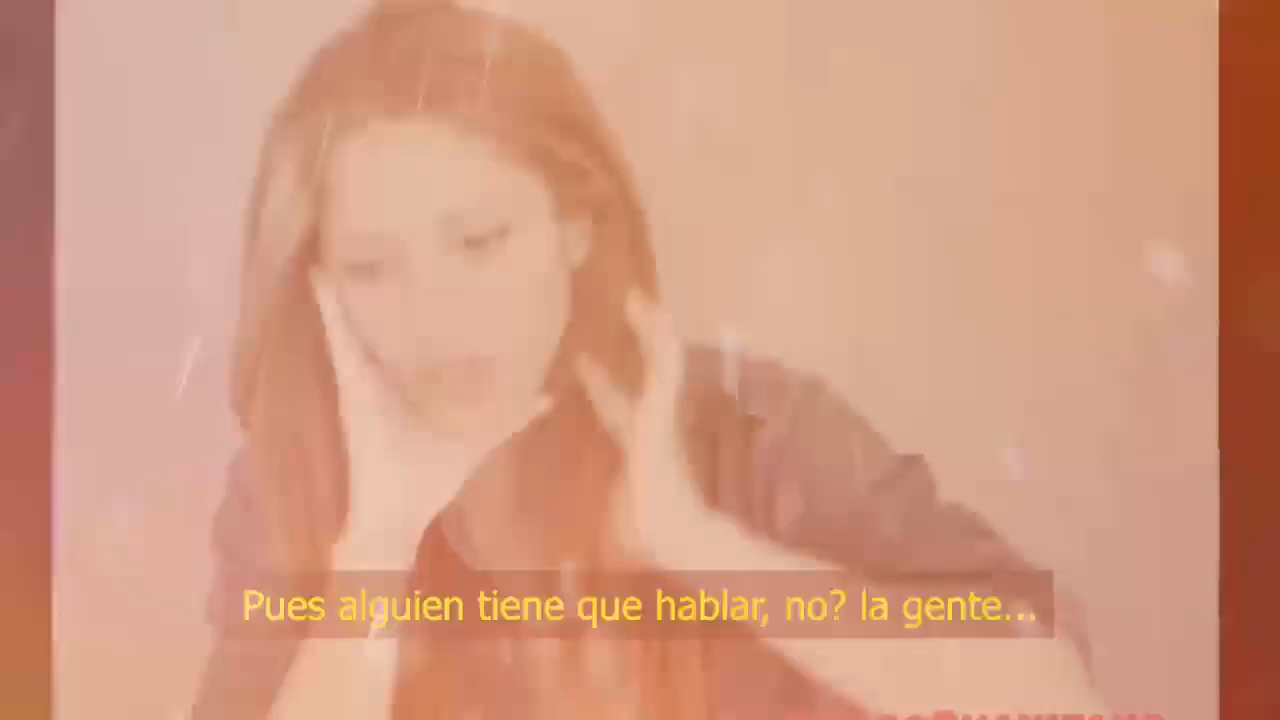 Pues alguien tiene que hablar, no? la gente...